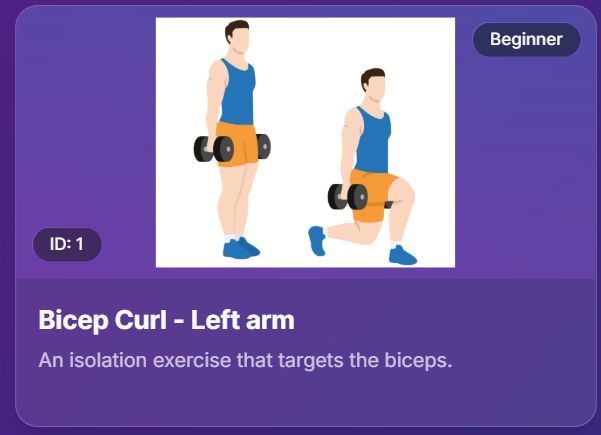 Beginner
ID: 1
Bicep Curl - Left arm
An isolation exercise that targets the biceps.